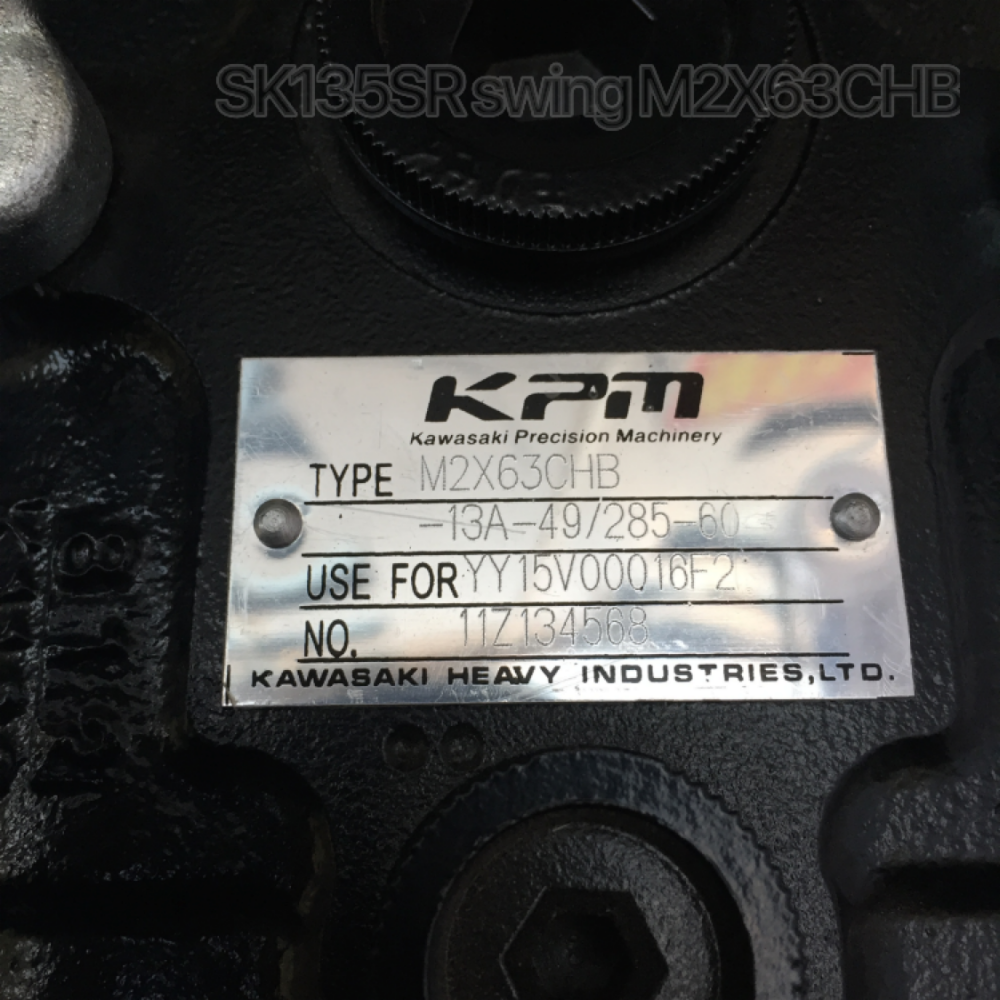 SK135SR swing M2X63CHB
KPM
Kawasaki Precision Machinery
TYPE M2X63CHB
-13A-49/285-60
USE FOR YY15V00016F2
NO. 11Z134568
KAWASAKI HEAVY INDUSTRIES,LTD.